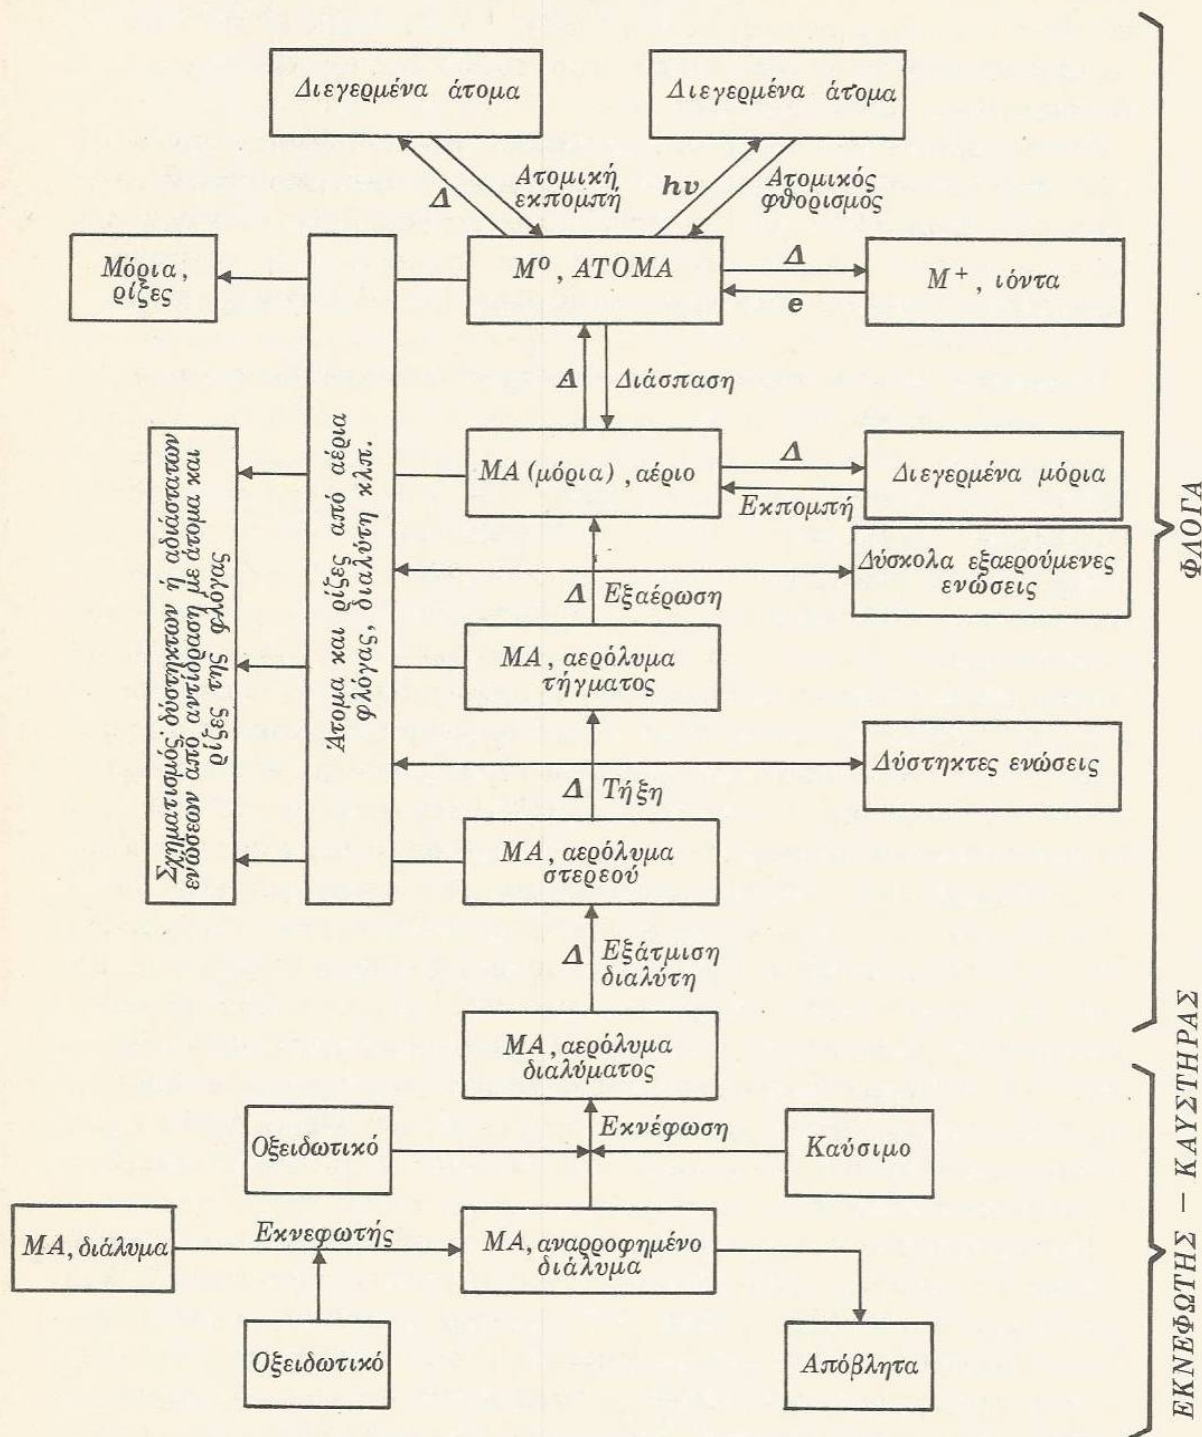 Διεγερμένα άτομα
Διεγερμένα άτομα
Δ
Ατομική
εκπομπή
hν
Ατομικός
φθορισμός
Μόρια,
ρίζες
Mᴼ, ΑΤΟΜΑ
Δ
e
M⁺, ιόντα
Δ
Διάσπαση
Σχηματισμός δύστηκτων ή αδιάστατων
ενώσεων από αντίδραση με άτομα και
ρίζες της φλόγας
Άτομα και ρίζες από αέρια
φλόγας, διαλύτη κλπ.
ΜΑ (μόρια), αέριο
Δ
Εκπομπή
Διεγερμένα μόρια
Δ Εξαέρωση
Δύσκολα εξαερούμενες
ενώσεις
ΜΑ, αερόλυμα
τήγματος
Δ Τήξη
Δύστηκτες ενώσεις
ΜΑ, αερόλυμα
στερεού
Δ Εξάτμιση
διαλύτη
ΜΑ, αερόλυμα
διαλύματος
ΦΛΟΓΑ
Οξειδωτικό
Εκνέφωση
Καύσιμο
ΜΑ, διάλυμα
Εκνεφωτής
ΜΑ, αναρροφημένο
διάλυμα
Οξειδωτικό
Απόβλητα
ΕΚΝΕΦΩΤΗΣ – ΚΑΥΣΤΗΡΑΣ